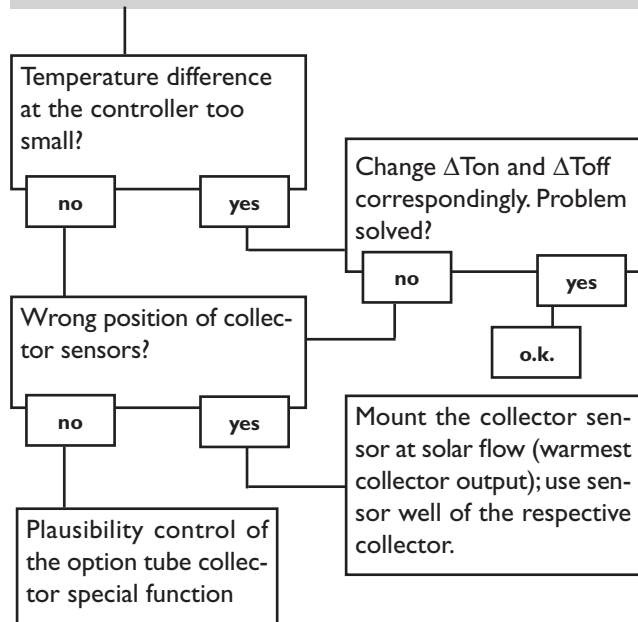 Temperature difference
at the controller too
small?
no
yes
Change ΔTon and ΔToff
correspondingly. Problem
solved?
no
yes
o.k.
Wrong position of collec-
tor sensors?
no
yes
Mount the collector sen-
sor at solar flow (warmest
collector output); use sen-
sor well of the respective
collector.
Plausibility control of
the option tube collec-
tor special function